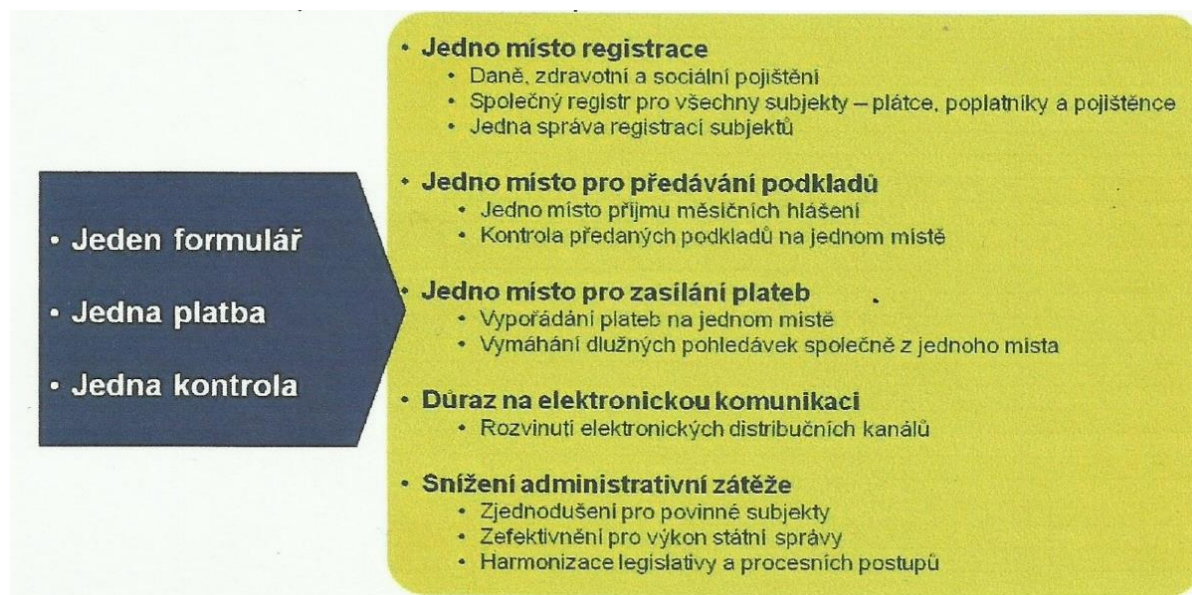 • Jeden formulář
• Jedna platba
• Jedna kontrola
• Jedno místo registrace
• Daně, zdravotní a sociální pojištění
• Společný registr pro všechny subjekty – plátce, poplatníky a pojištěnce
• Jedna správa registrací subjektů
• Jedno místo pro předávání podkladů
• Jedno místo příjmu měsíčních hlášení
• Kontrola předaných podkladů na jednom místě
• Jedno místo pro zasílání plateb
• Vypořádání plateb na jednom místě
• Vymáhání dlužných pohledávek společně z jednoho místa
• Důraz na elektronickou komunikaci
• Rozvinutí elektronických distribučních kanálů
• Snížení administrativní zátěže
• Zjednodušení pro povinné subjekty
• Zefektivnění pro výkon státní správy
• Harmonizace legislativy a procesních postupů